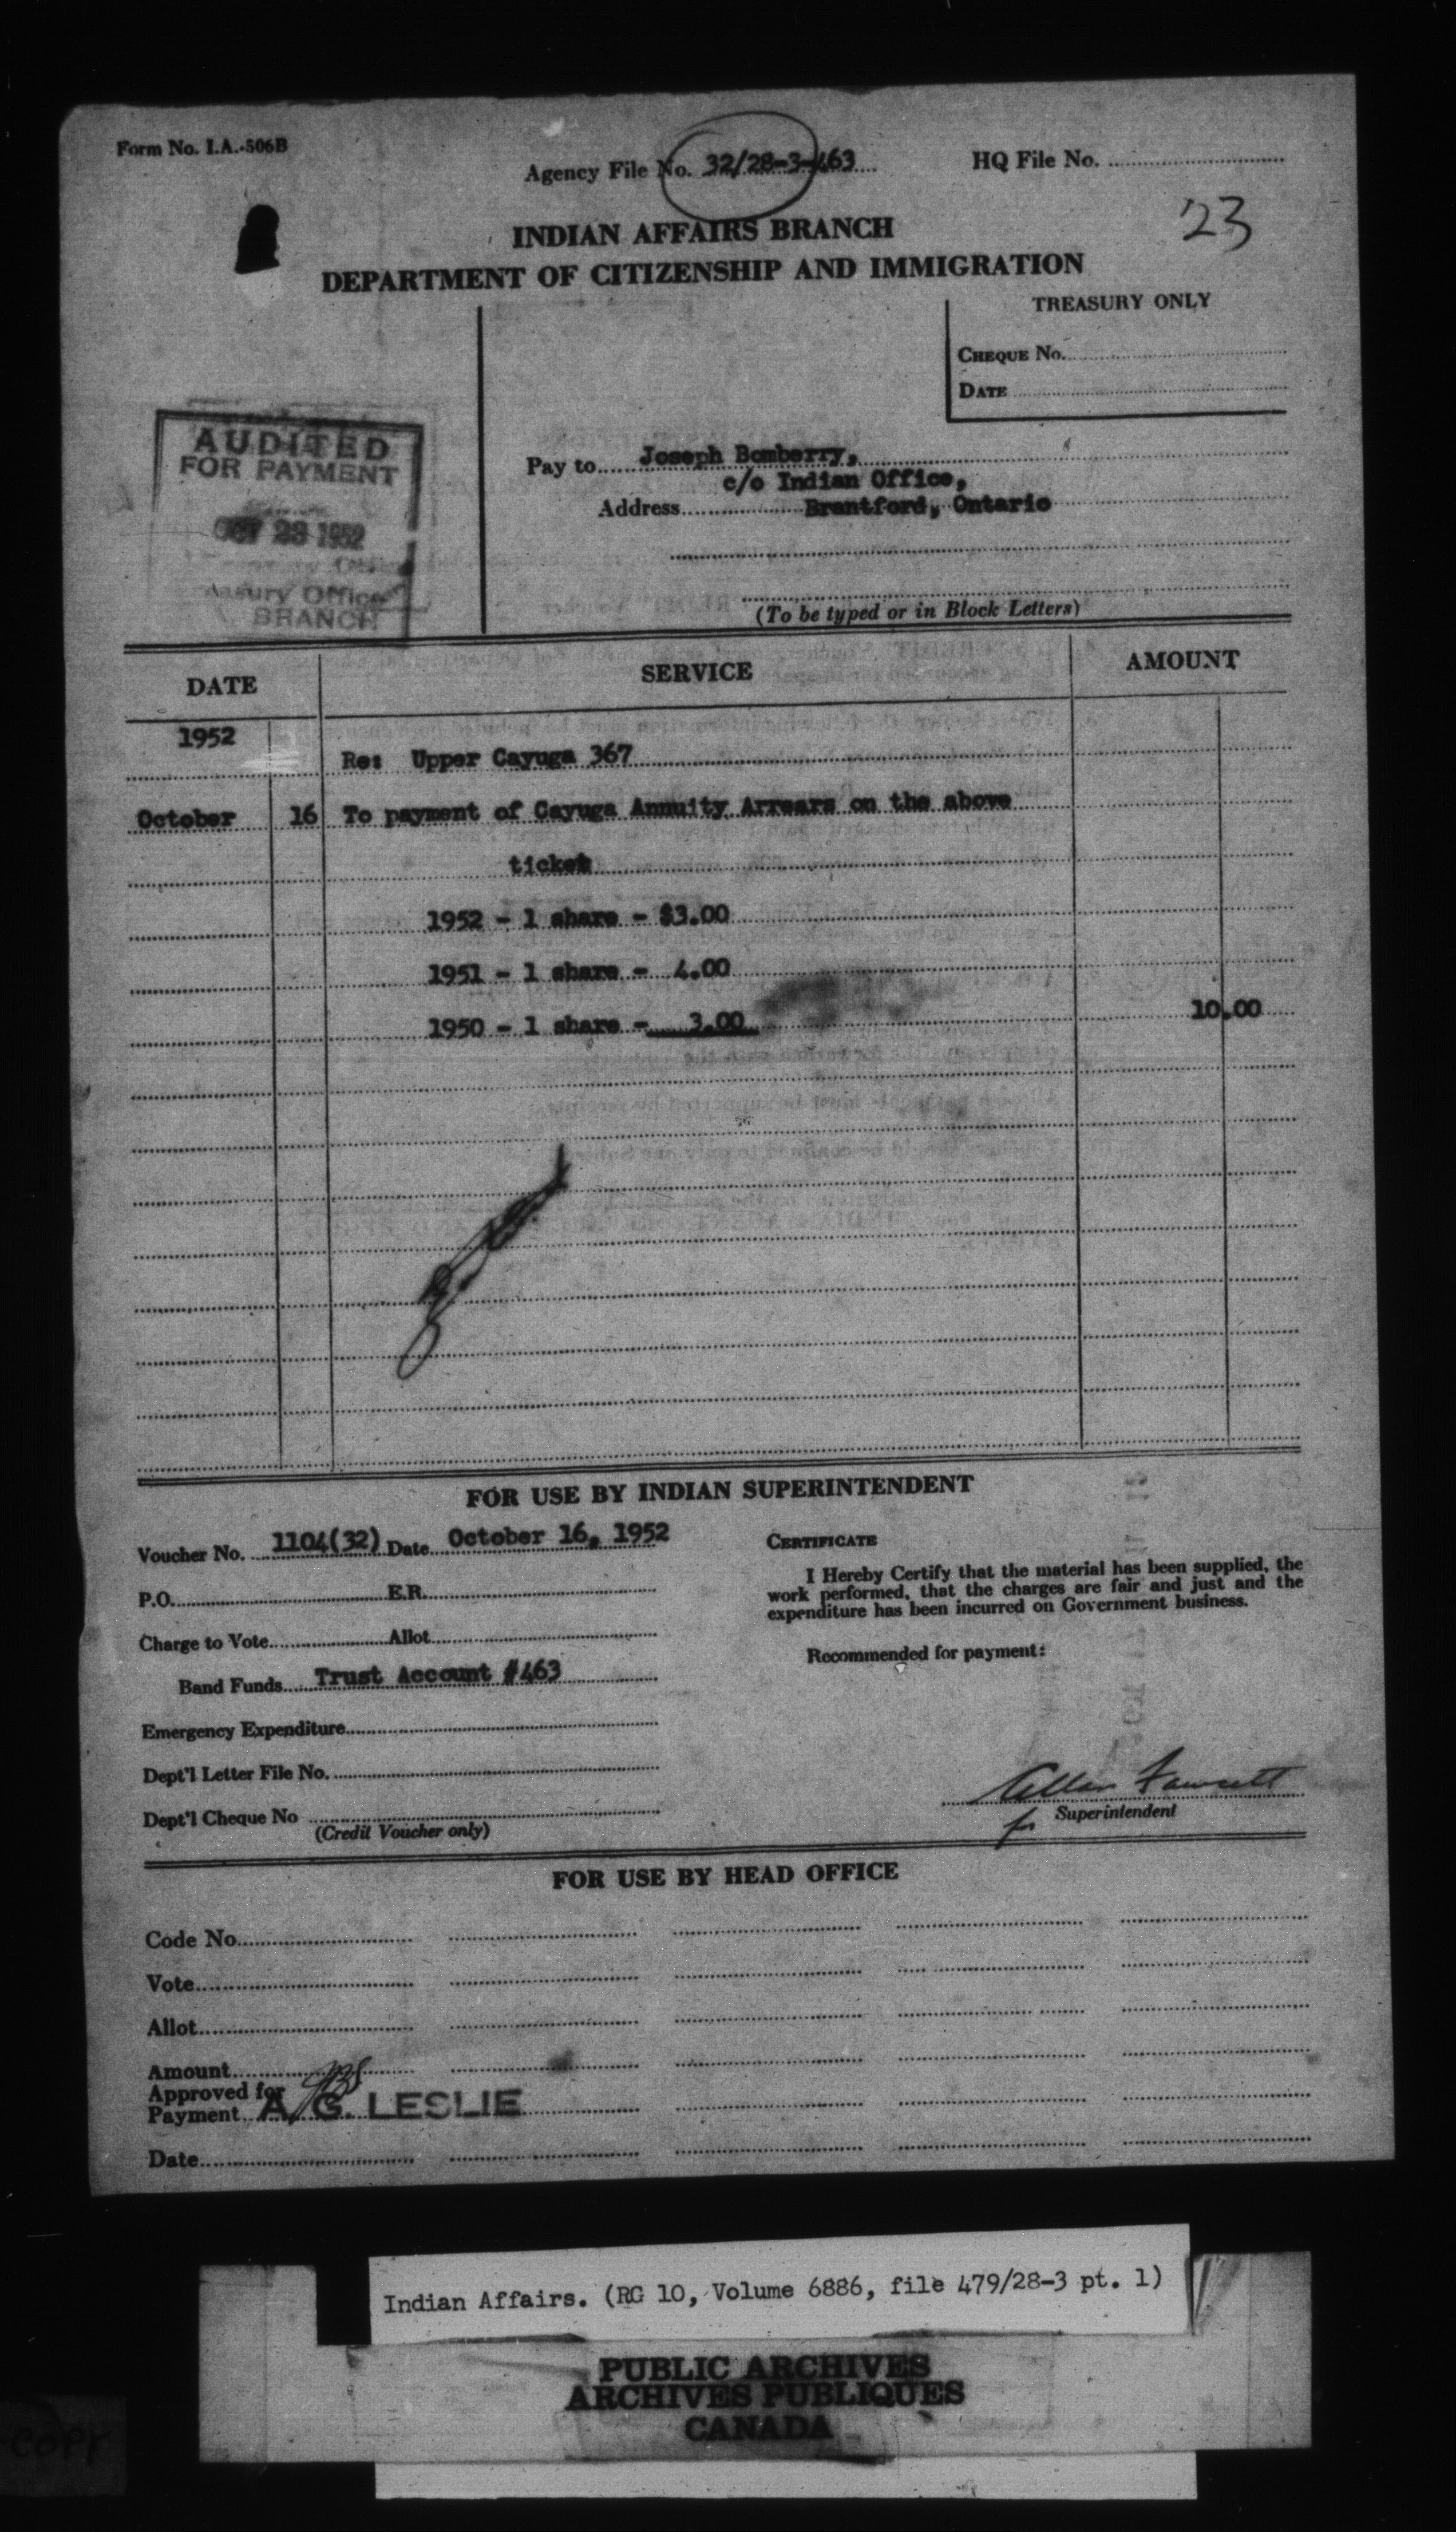 Form No. I.A.-506B
Agency File No. 32/28-3-463
HQ File No.
23
INDIAN AFFAIRS BRANCH
DEPARTMENT OF CITIZENSHIP AND IMMIGRATION
TREASURY ONLY
CHEQUE No.
DATE
AUDITED
FOR PAYMENT
OCT 23 1952
Office
BRANCH
Pay to Joseph Bomberry,
c/o Indian Office,
Address Brantford, Ontario
(To be typed or in Block Letters)
DATE SERVICE AMOUNT
1952
Re: Upper Cayuga 367
October 16 To payment of Cayuga Annuity Arrears on the above
ticket
1952 - 1 share - $3.00
1951 - 1 share - 4.00
1950 - 1 share - 3.00 10.00
FOR USE BY INDIAN SUPERINTENDENT
Voucher No. 1104(32) Date October 16, 1952
P.O. E.R.
Charge to Vote Allot.
Band Funds Trust Account #463
Emergency Expenditure
Dept'l Letter File No.
Dept'l Cheque No
(Credit Voucher only)
CERTIFICATE
I Hereby Certify that the material has been supplied, the
work performed, that the charges are fair and just and the
expenditure has been incurred on Government business.
Recommended for payment:
Allan Fawcett
for Superintendent
FOR USE BY HEAD OFFICE
Code No.
Vote
Allot.
Amount
Approved for
Payment A. G. LESLIE
Date
Indian Affairs. (RG 10, Volume 6886, file 479/28-3 pt. 1)
PUBLIC ARCHIVES
ARCHIVES PUBLIQUES
CANADA
COPY